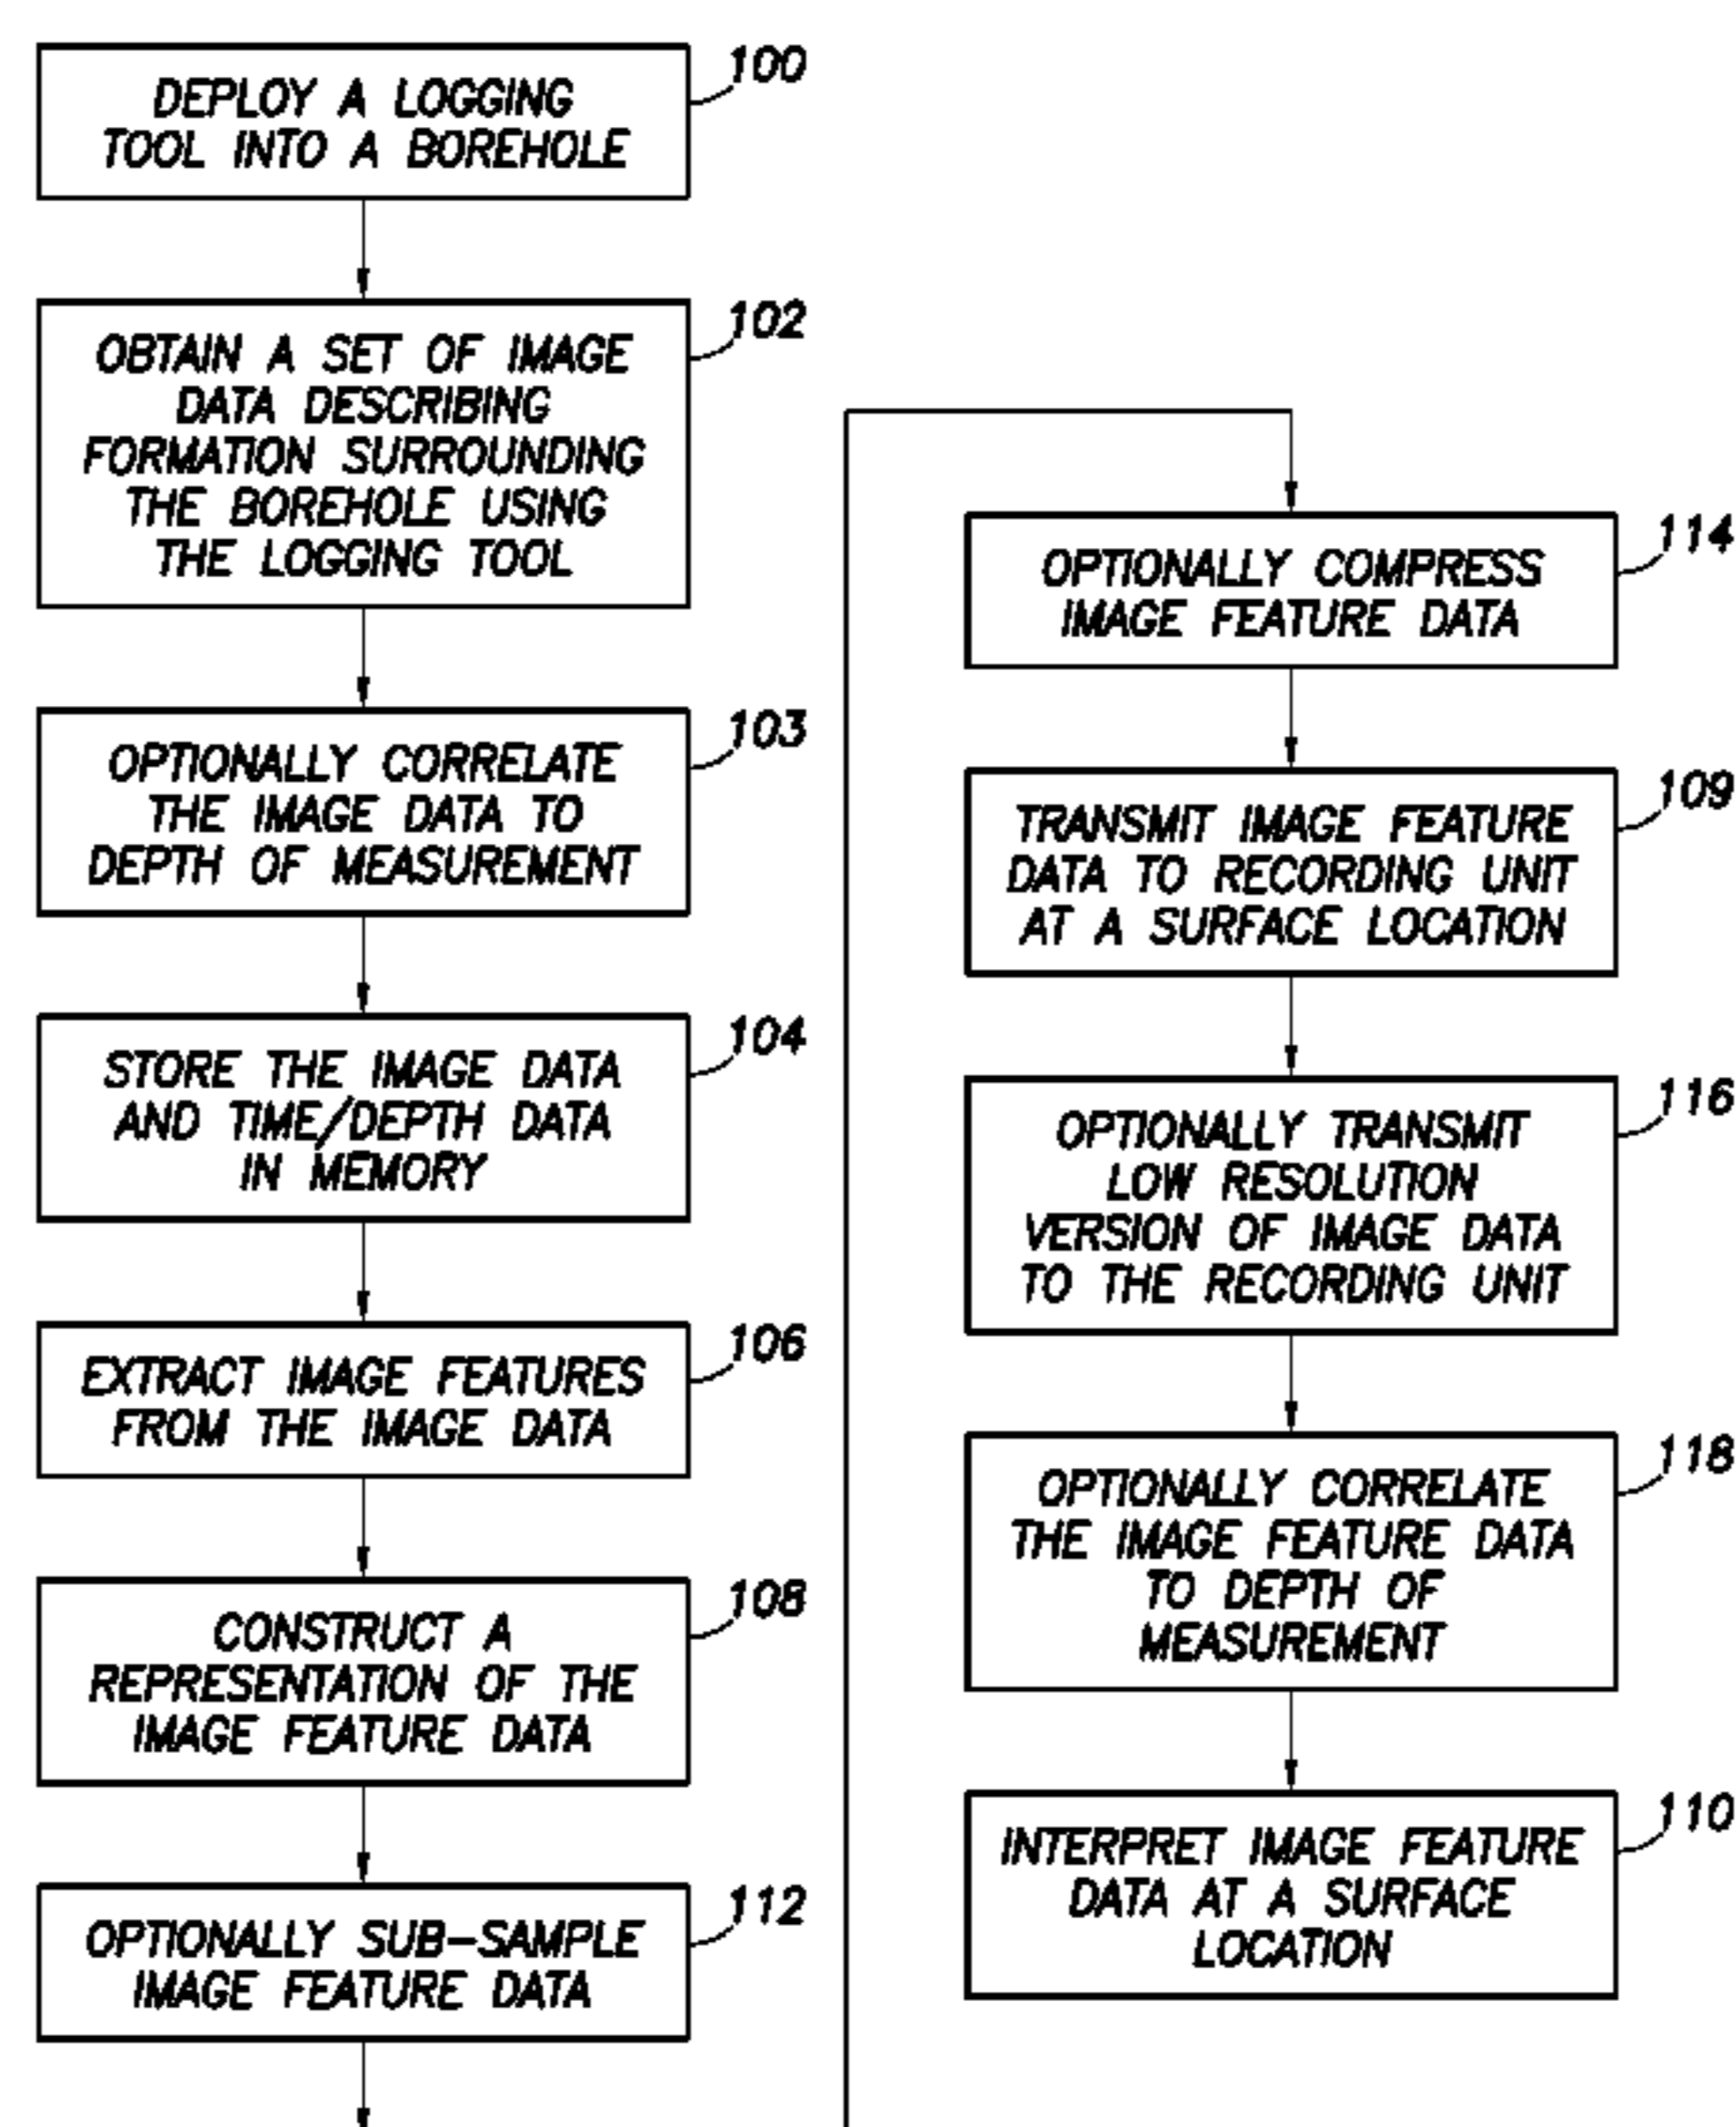 DEPLOY A LOGGING
TOOL INTO A BOREHOLE
100
OBTAIN A SET OF IMAGE
DATA DESCRIBING
FORMATION SURROUNDING
THE BOREHOLE USING
THE LOGGING TOOL
102
OPTIONALLY CORRELATE
THE IMAGE DATA TO
DEPTH OF MEASUREMENT
103
STORE THE IMAGE DATA
AND TIME/DEPTH DATA
IN MEMORY
104
EXTRACT IMAGE FEATURES
FROM THE IMAGE DATA
106
CONSTRUCT A
REPRESENTATION OF THE
IMAGE FEATURE DATA
108
OPTIONALLY SUB-SAMPLE
IMAGE FEATURE DATA
112
OPTIONALLY COMPRESS
IMAGE FEATURE DATA
114
TRANSMIT IMAGE FEATURE
DATA TO RECORDING UNIT
AT A SURFACE LOCATION
109
OPTIONALLY TRANSMIT
LOW RESOLUTION
VERSION OF IMAGE DATA
TO THE RECORDING UNIT
116
OPTIONALLY CORRELATE
THE IMAGE FEATURE DATA
TO DEPTH OF
MEASUREMENT
118
INTERPRET IMAGE FEATURE
DATA AT A SURFACE
LOCATION
110